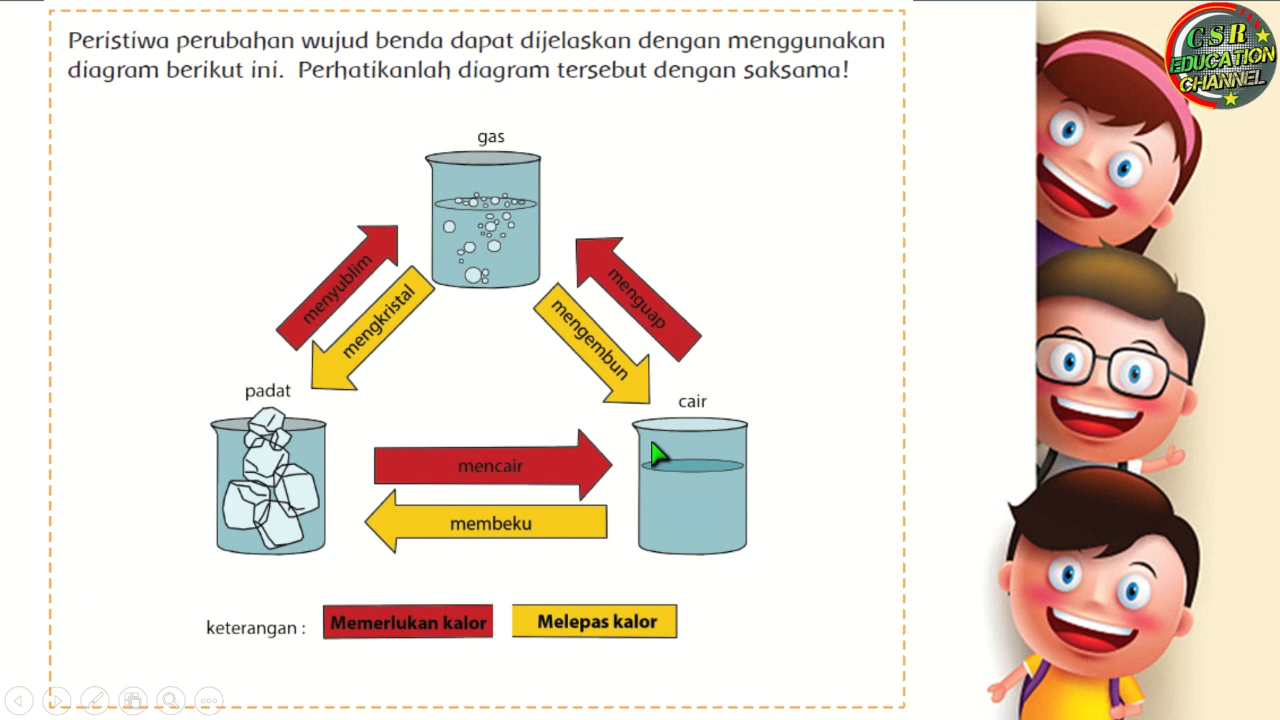 Peristiwa perubahan wujud benda dapat dijelaskan dengan menggunakan
diagram berikut ini. Perhatikanlah diagram tersebut dengan saksama!
CSR
EDUCATION
CHANNEL
gas
menyublim
mengkristal
menguap
mengembun
padat
cair
mencair
membeku
keterangan :
Memerlukan kalor
Melepas kalor